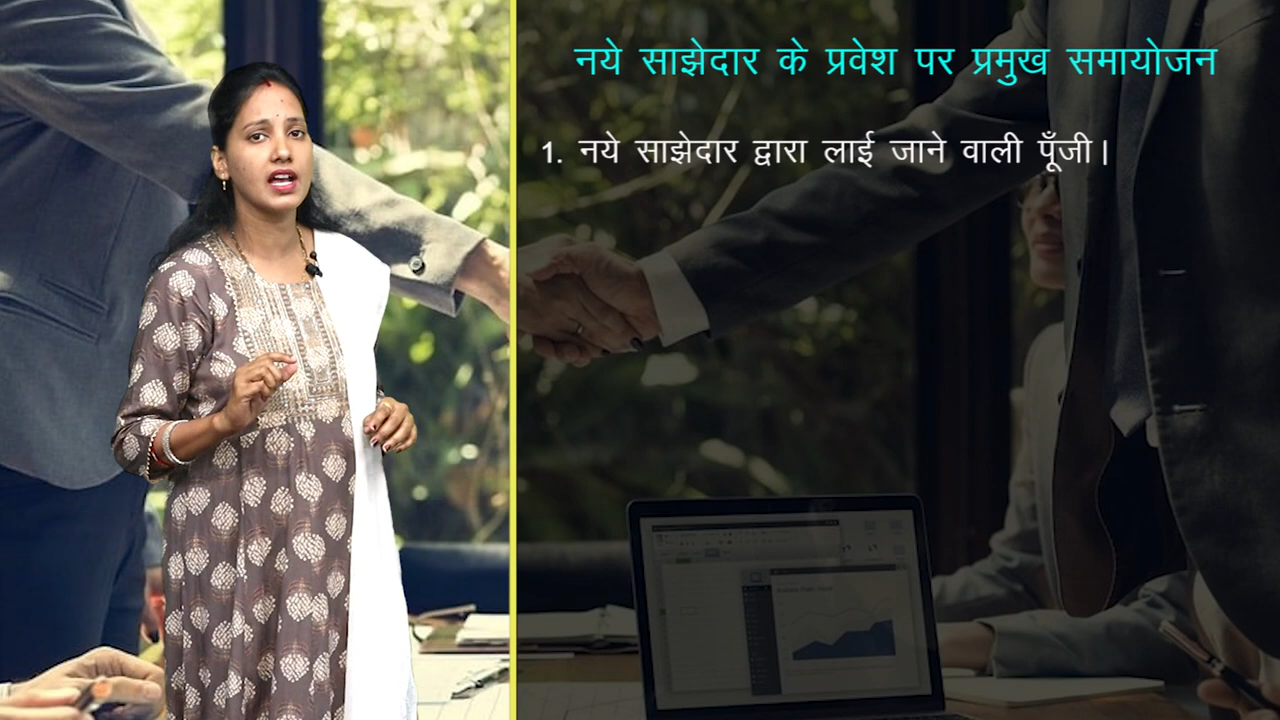 नये साझेदार के प्रवेश पर प्रमुख समायोजन
1. नये साझेदार द्वारा लाई जाने वाली पूँजी।